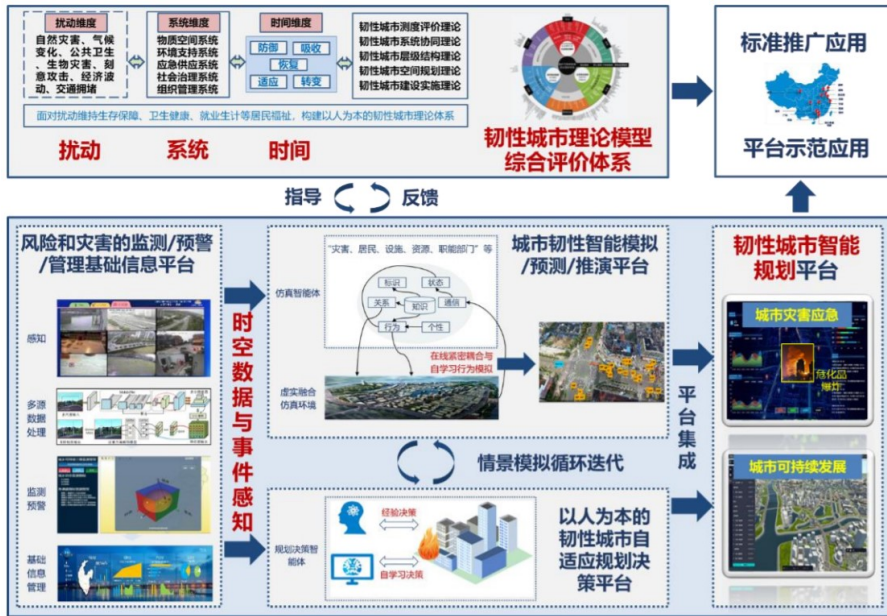 扰动维度
自然灾害、气候
变化、公共卫生
、生物灾害、刻
意攻击、经济波
动、交通拥堵
系统维度
物质空间系统
环境支持系统
应急供应系统
社会治理系统
组织管理系统
时间维度
防御
吸收
恢复
适应
转变
韧性城市测度评价理论
韧性城市系统协同理论
韧性城市层级结构理论
韧性城市空间规划理论
韧性城市建设实施理论
面对扰动维持生存保障、卫生健康、就业生计等居民福祉，构建以人为本的韧性城市理论体系
扰动
系统
时间
韧性城市理论模型
综合评价体系
标准推广应用
平台示范应用
指导
反馈
风险和灾害的监测/预警
/管理基础信息平台
感知
多源
数据
处理
监测
预警
基础
信息
管理
时空数据与事件感知
“灾害、居民、设施、资源、职能部门”等
城市韧性智能模拟
/预测/推演平台
仿真智能体
标识
状态
关系
知识
通信
行为
个性
在线紧密耦合与
自学习行为模拟
虚实融合
仿真环境
情景模拟循环迭代
规划决策智
能体
经验决策
自学习决策
以人为本的
韧性城市自
适应规划决
策平台
平台集成
韧性城市智能
规划平台
城市灾害应急
危化品
爆炸
城市可持续发展